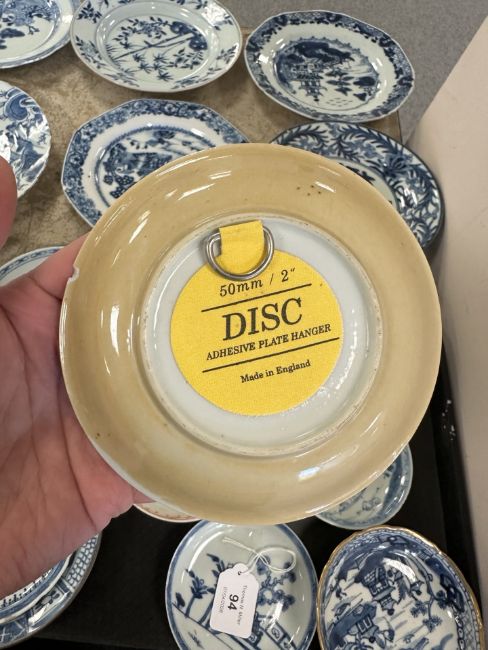 50mm / 2"
DISC
ADHESIVE PLATE HANGER
Made in England
94